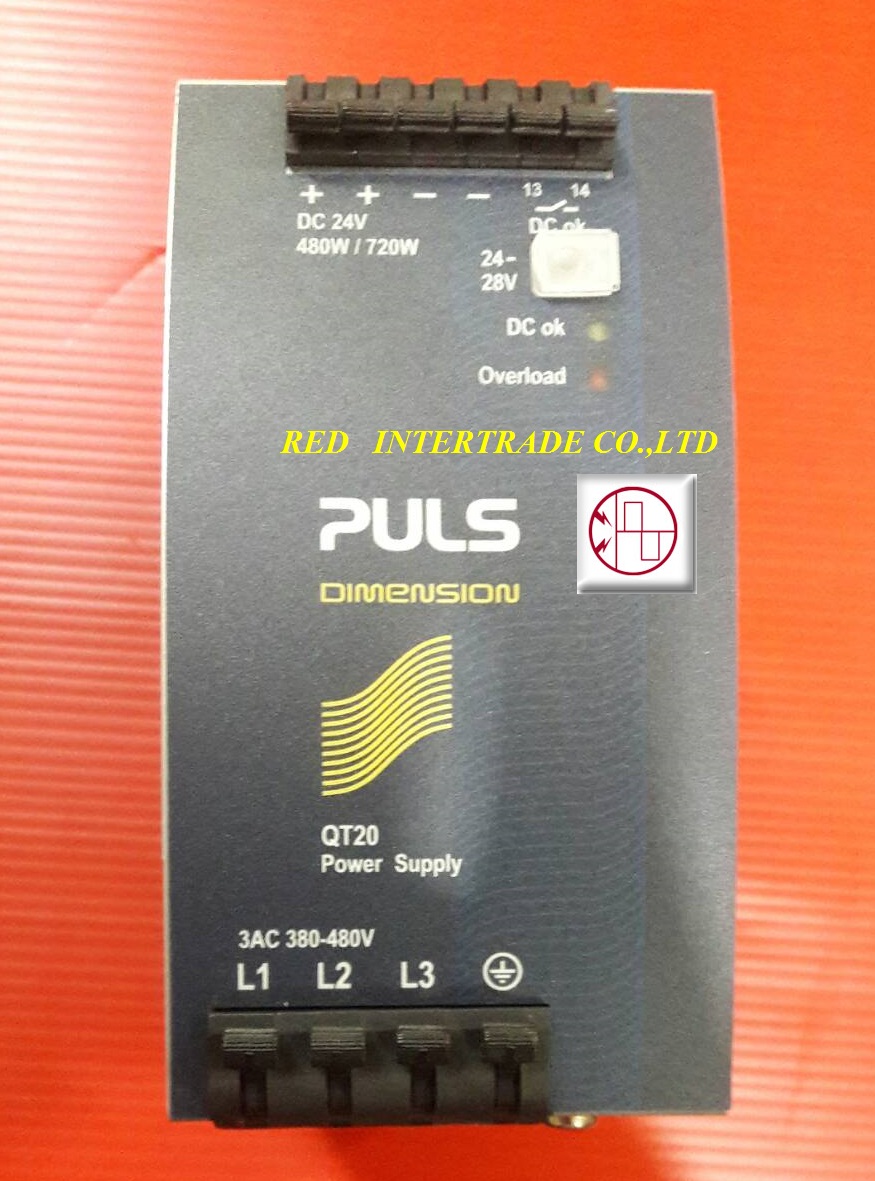 + + − − 13 14
DC 24V
480W / 720W
DC ok
24-
28V
DC ok
Overload
RED INTERTRADE CO.,LTD
PULS
DIMENSION
QT20
Power Supply
3AC 380-480V
L1 L2 L3